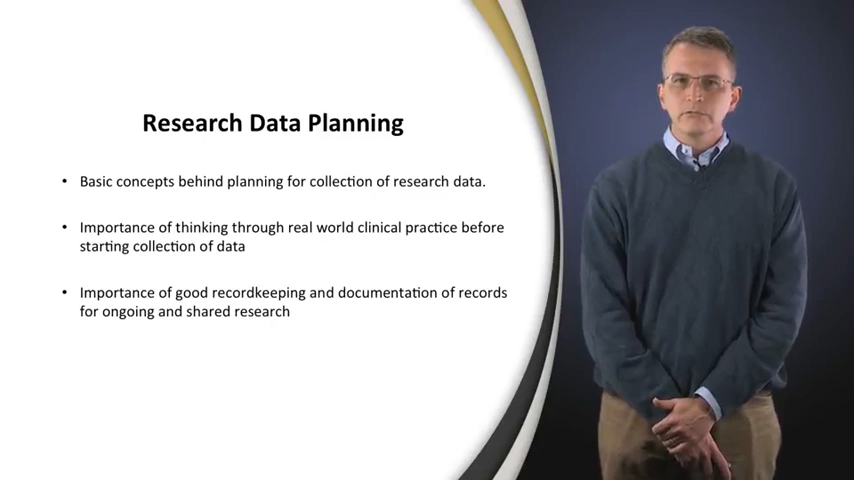 Research Data Planning
• Basic concepts behind planning for collection of research data.
• Importance of thinking through real world clinical practice before
starting collection of data
• Importance of good recordkeeping and documentation of records
for ongoing and shared research